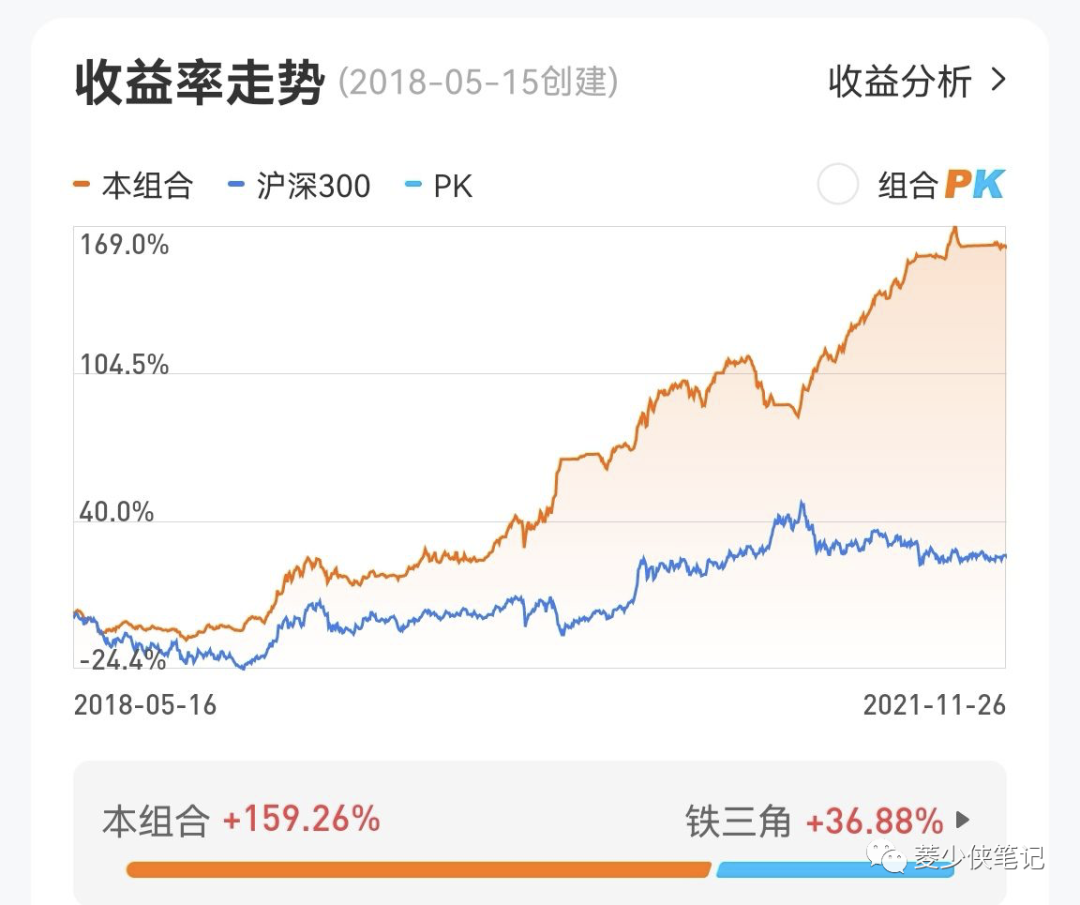 收益率走势 (2018-05-15创建) 收益分析
本组合 沪深300 PK 组合PK
169.0%
104.5%
40.0%
-24.4%
2018-05-16 2021-11-26
本组合 +159.26% 铁三角 +36.88%
菱少侠笔记